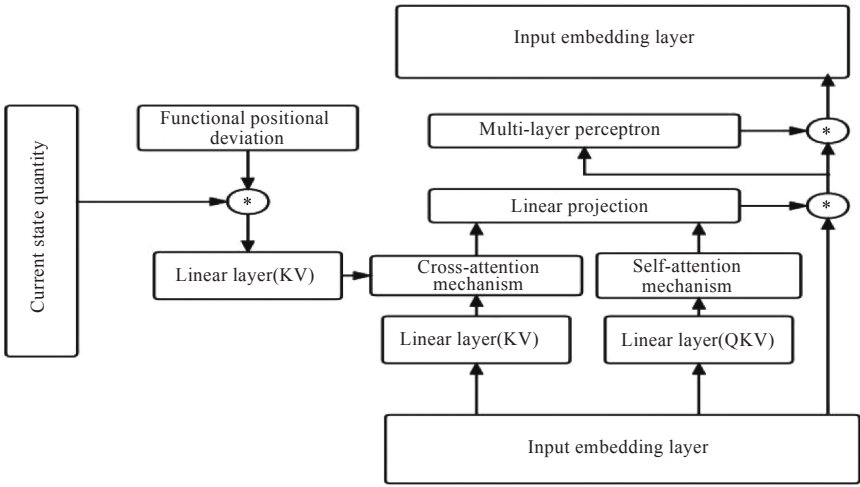 Input embedding layer
Functional positional
deviation
Multi-layer perceptron
*
Current state quantity
*
Linear projection
*
Linear layer(KV)
Cross-attention
mechanism
Self-attention
mechanism
Linear layer(KV)
Linear layer(QKV)
Input embedding layer